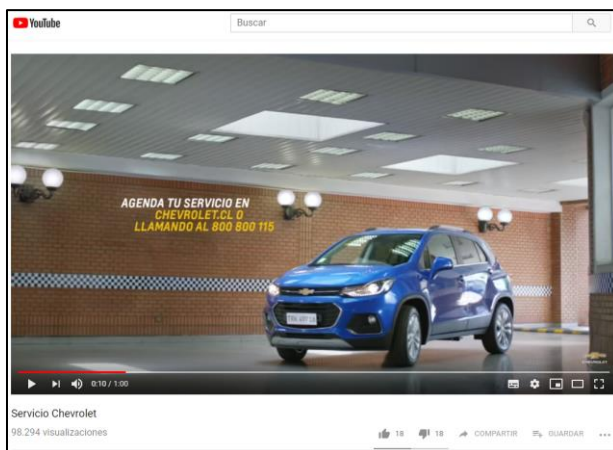 YouTube
Buscar
AGENDA TU SERVICIO EN
CHEVROLET.CL O
LLAMANDO AL 800 800 115
CHEVROLET
0:10 / 1:00
Servicio Chevrolet
98.294 visualizaciones
18
18
COMPARTIR
GUARDAR